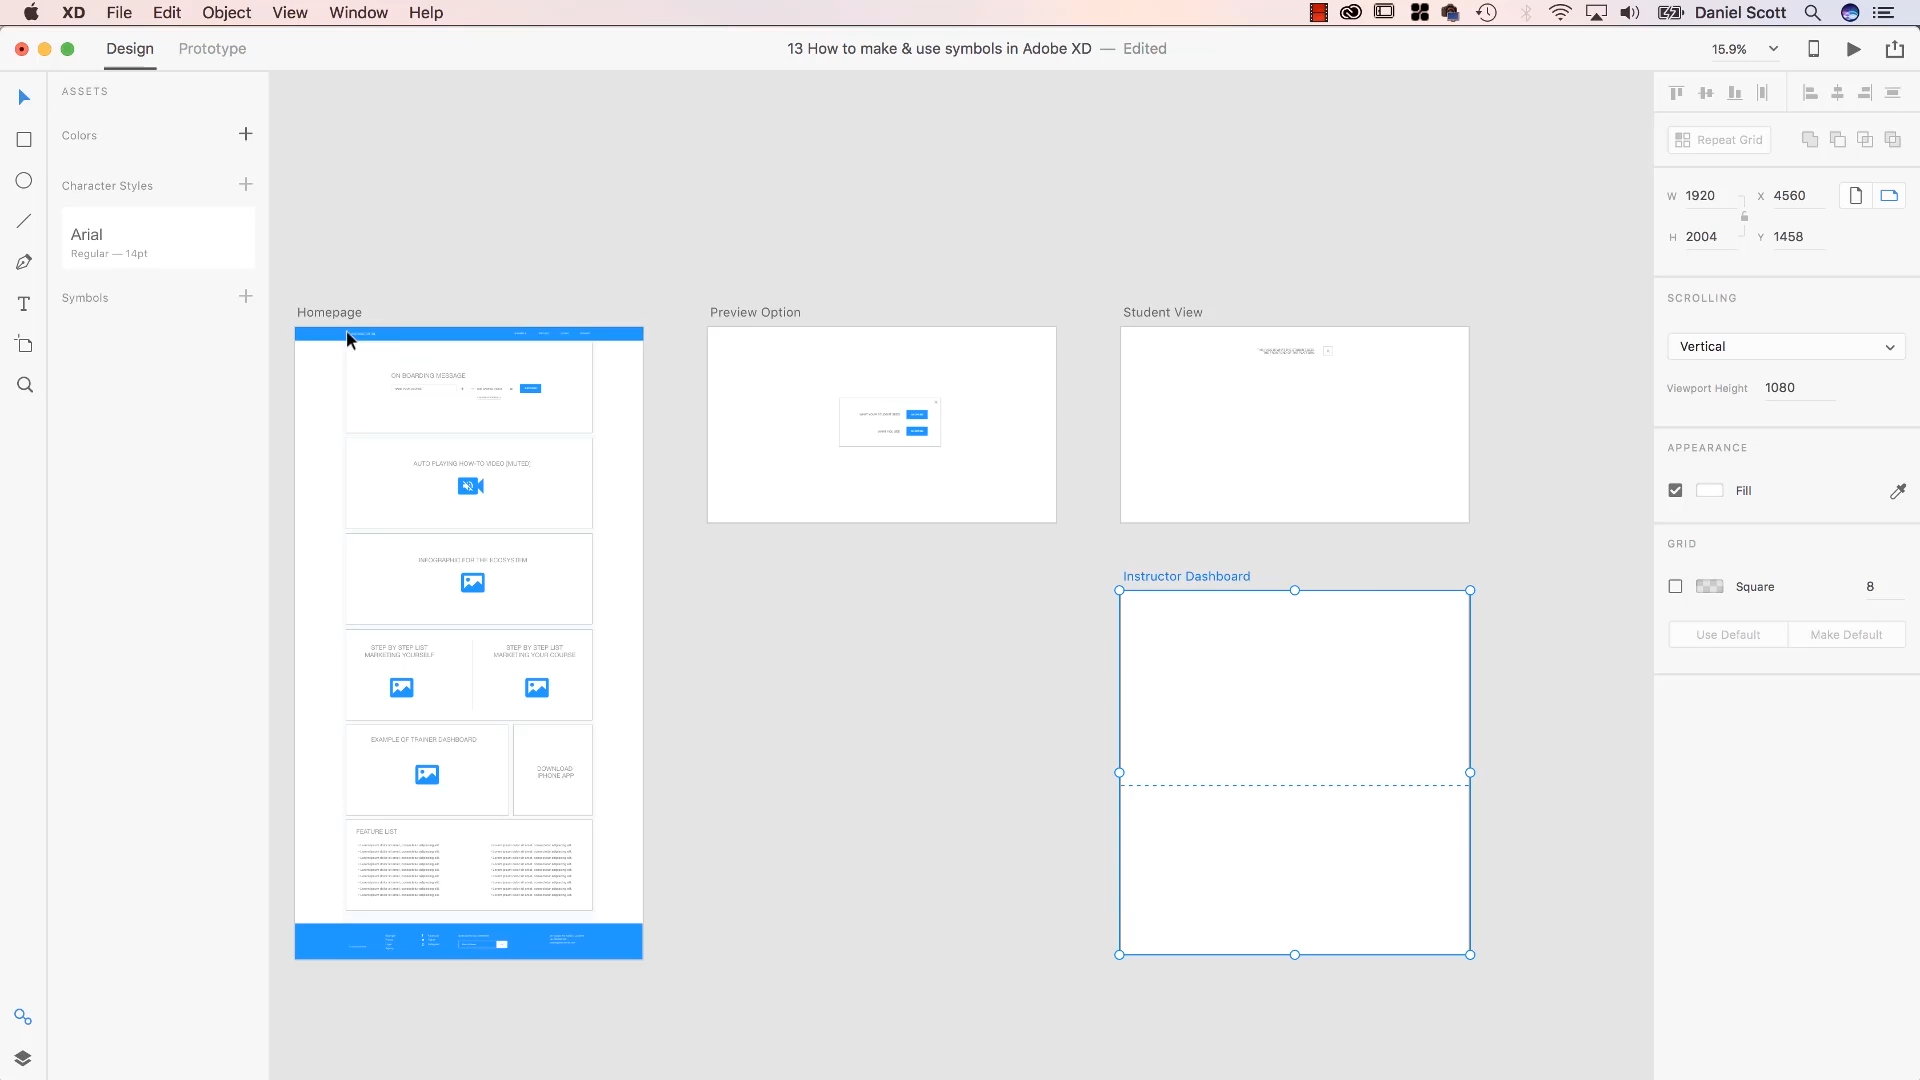 XD File Edit Object View Window Help
Daniel Scott
Design Prototype
13 How to make & use symbols in Adobe XD — Edited
15.9%
ASSETS
Colors
Character Styles
Arial
Regular — 14pt
Symbols
Homepage
ON BOARDING MESSAGE
AUTO PLAYING HOW-TO VIDEO (MUTED)
INFOGRAPHIC FOR THE ECOSYSTEM
STEP BY STEP LIST
MARKETING YOURSELF
STEP BY STEP LIST
MARKETING YOUR COURSE
EXAMPLE OF TRAINER DASHBOARD
DOWNLOAD
IPHONE APP
FEATURE LIST
Preview Option
Student View
Instructor Dashboard
Repeat Grid
W 1920 X 4560
H 2004 Y 1458
SCROLLING
Vertical
Viewport Height 1080
APPEARANCE
Fill
GRID
Square 8
Use Default Make Default